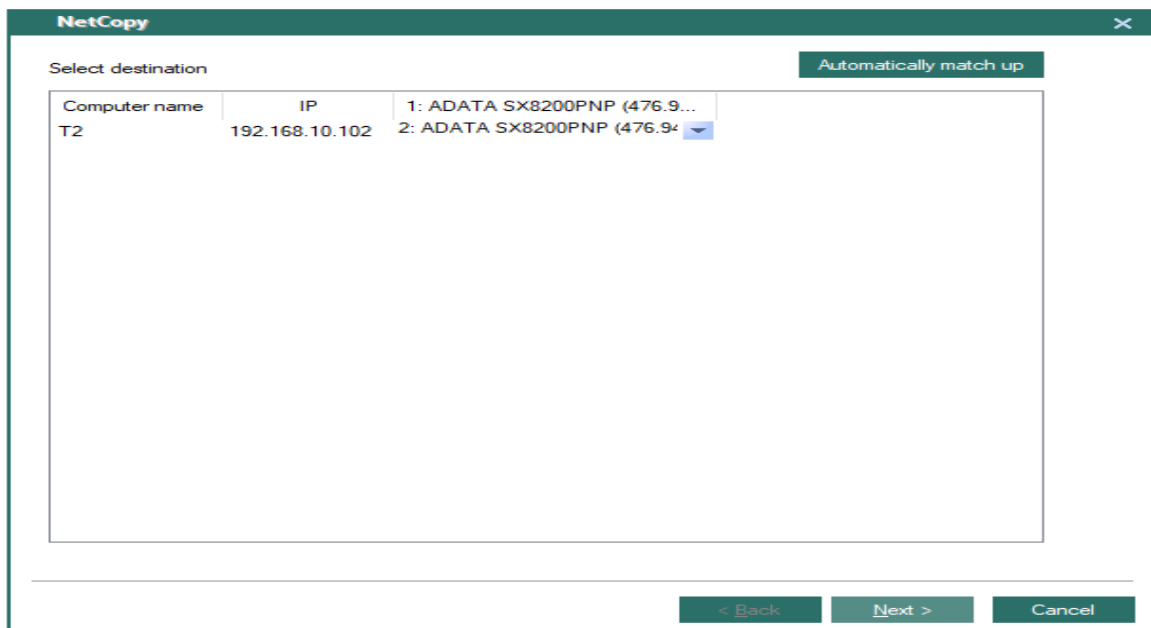 NetCopy
Select destination
Automatically match up
Computer name IP 1: ADATA SX8200PNP (476.9...
T2 192.168.10.102 2: ADATA SX8200PNP (476.94
< Back Next > Cancel